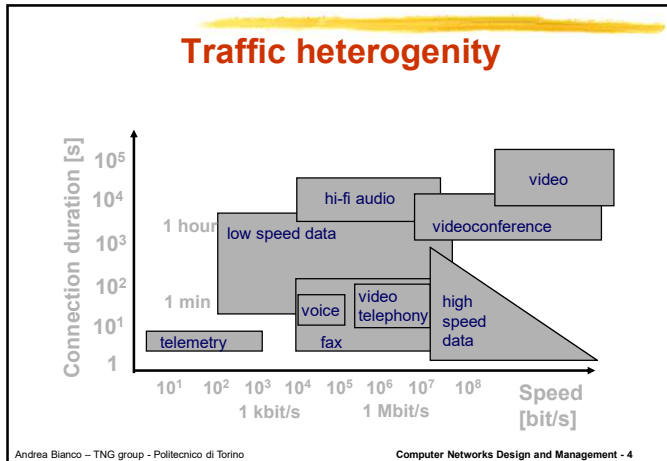 Traffic heterogenity
Connection duration [s]
10⁵
10⁴
1 hour
10³
10²
1 min
10¹
1
video
hi-fi audio
videoconference
low speed data
voice
video
telephony
high
speed
data
telemetry
fax
10¹ 10² 10³ 10⁴ 10⁵ 10⁶ 10⁷ 10⁸
1 kbit/s 1 Mbit/s
Speed
[bit/s]
Andrea Bianco – TNG group - Politecnico di Torino
Computer Networks Design and Management - 4